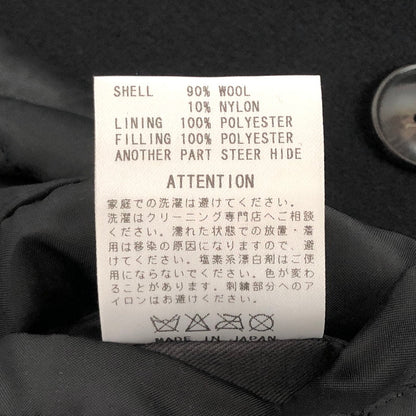 SHELL 90% WOOL
10% NYLON
LINING 100% POLYESTER
FILLING 100% POLYESTER
ANOTHER PART STEER HIDE
ATTENTION
家庭での洗濯は避けてください。
洗濯はクリーニング専門店へご相談
ください。濡れた状態での放置・着
用は移染の原因になりますので、避
けてください。塩素系漂白剤はご使
用にならないでください。色が変わ
ることがあります。刺繍部分へのア
イロンはお避けください。
MADE IN JAPAN